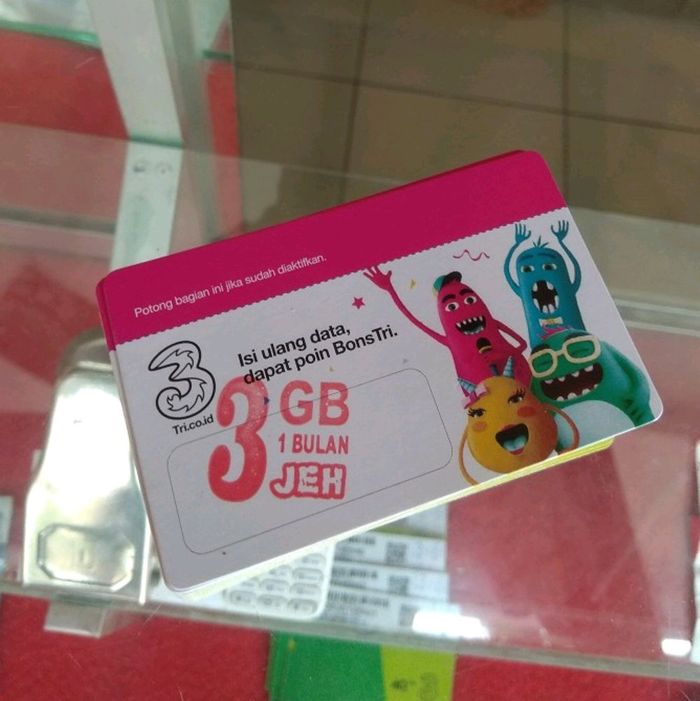 Potong bagian ini jika sudah diaktifkan.
3
Tri.co.id
Isi ulang data,
dapat poin BonsTri.
3 GB
1 BULAN
JEH